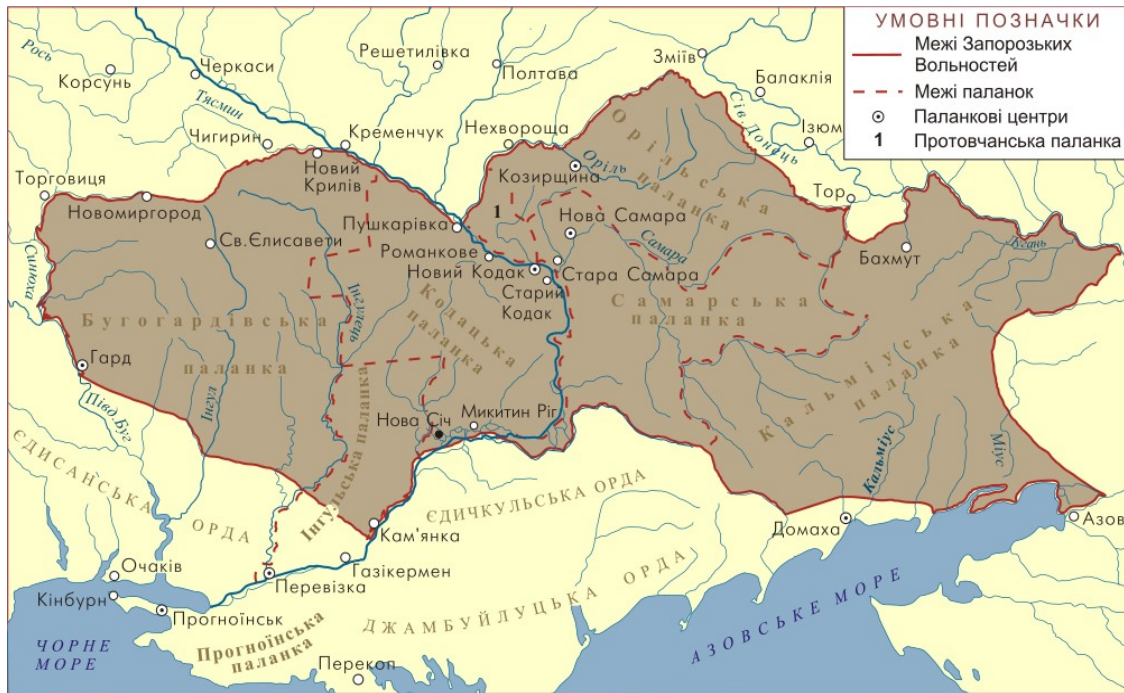 УМОВНІ ПОЗНАЧКИ
Межі Запорозьких
Вольностей
Межі паланок
Паланкові центри
1 Протовчанська паланка
Рось
Корсунь
Черкаси
Тясмин
Чигирин
Решетилівка
Полтава
Зміїв
Балаклія
Сів Донець
Ізюм
Кременчук
Нехвороща
Новий
Крилів
Торговиця
Новомиргород
Оріль
Орільська
паланка
Козирщина
1
Тор
Пушкарівка
Нова Самара
Св.Єлисавети
Романкове
Самара
Бахмут
Новий Кодак
Стара Самара
Старий
Кодак
Синюха
Інгулець
Кодацька
паланка
Самарська
паланка
Бугогардівська
паланка
Кальміуська
паланка
Гард
Півд.Буг
Інгул
Інгульська паланка
Нова Січ
Микитин Ріг
Кальміус
Міус
ЄДИСАНСЬКА ОРДА
ЄДИЧКУЛЬСЬКА ОРДА
Кам’янка
Домаха
Азов
Очаків
Перевізка
Газікермен
Кінбурн
Прогноїнськ
ДЖАМБУЙЛУЦЬКА ОРДА
Прогноїнська
паланка
Перекоп
ЧОРНЕ
МОРЕ
АЗОВСЬКЕ МОРЕ